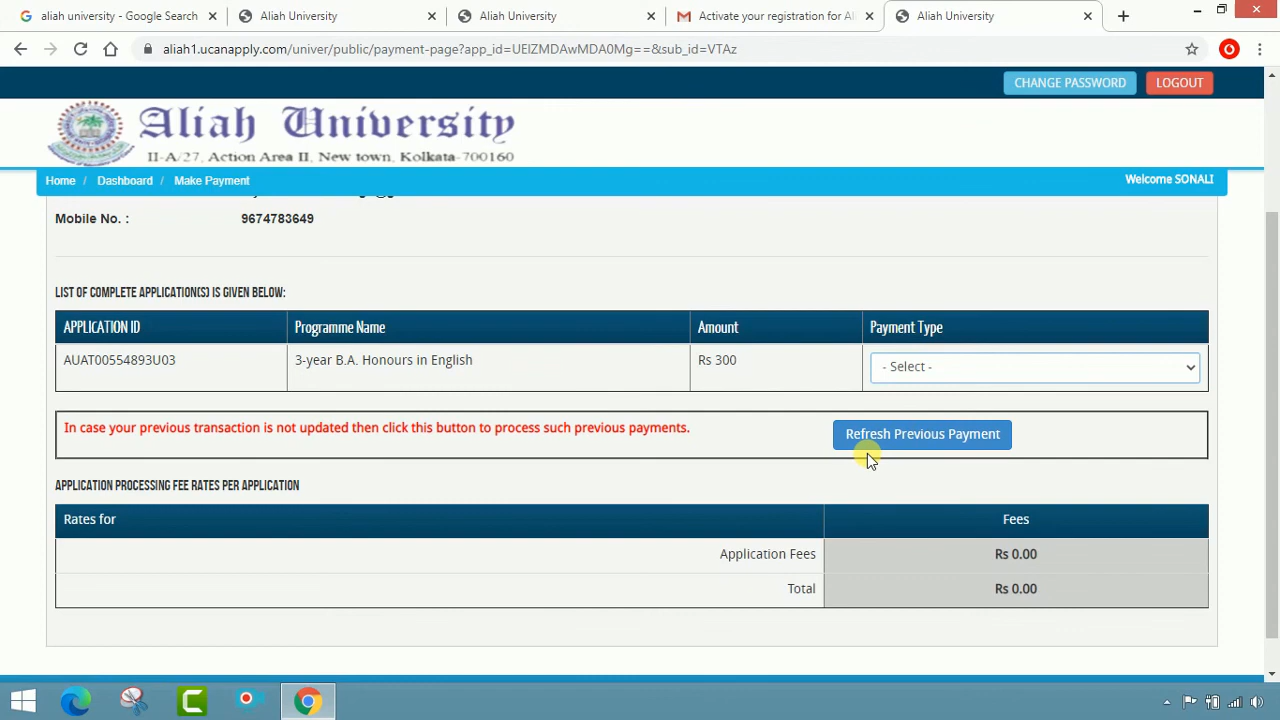 aliah university - Google Search
Aliah University
Aliah University
Activate your registration for Al
Aliah University
aliah1.ucanapply.com/univer/public/payment-page?app_id=UEIZMDAwMDA0Mg==&sub_id=VTAz
CHANGE PASSWORD
LOGOUT
Aliah University
II-A/27, Action Area II, New town, Kolkata-700160
Home / Dashboard / Make Payment
Welcome SONALI
Mobile No. : 9674783649
LIST OF COMPLETE APPLICATION(S) IS GIVEN BELOW:
APPLICATION ID Programme Name Amount Payment Type
AUAT00554893U03 3-year B.A. Honours in English Rs 300 - Select -
In case your previous transaction is not updated then click this button to process such previous payments. Refresh Previous Payment
APPLICATION PROCESSING FEE RATES PER APPLICATION
Rates for Fees
Application Fees Rs 0.00
Total Rs 0.00